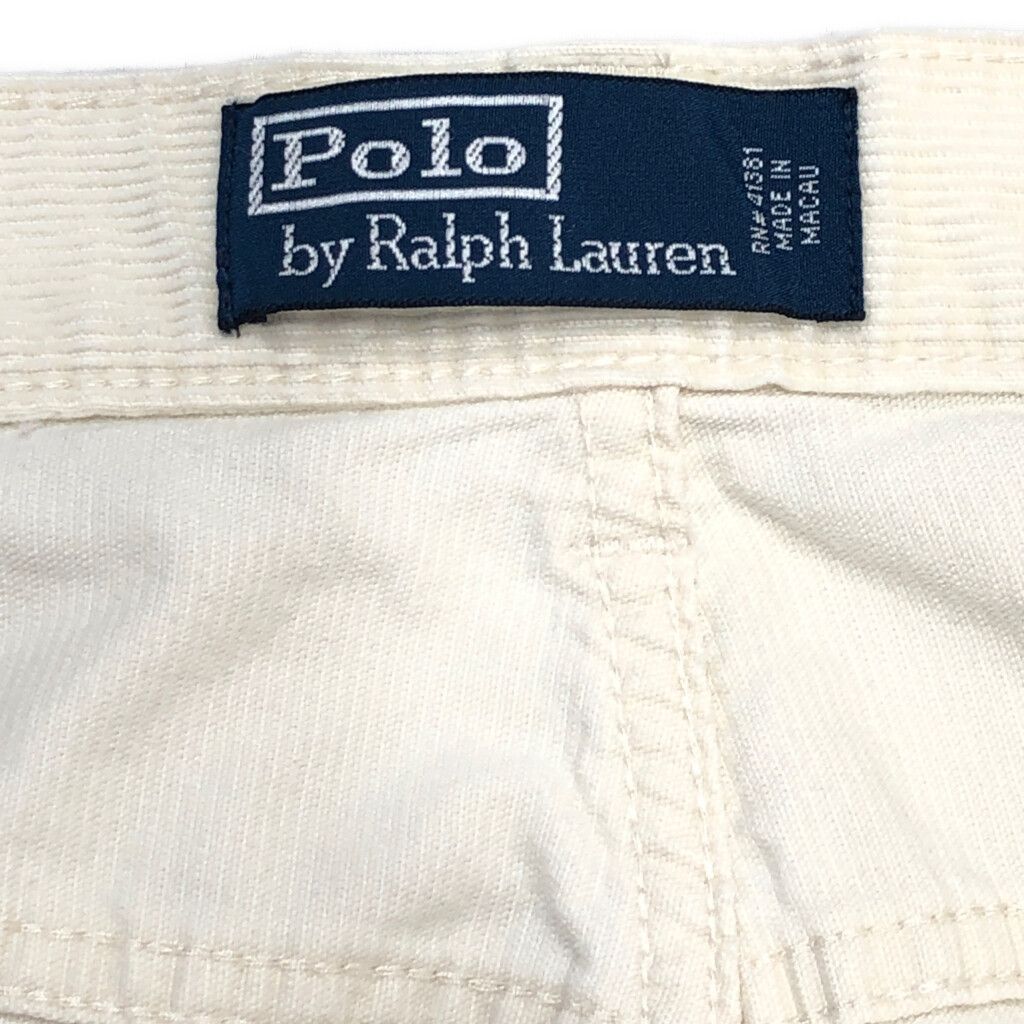 Polo
by Ralph Lauren
RN# 41381
MADE IN
MACAU